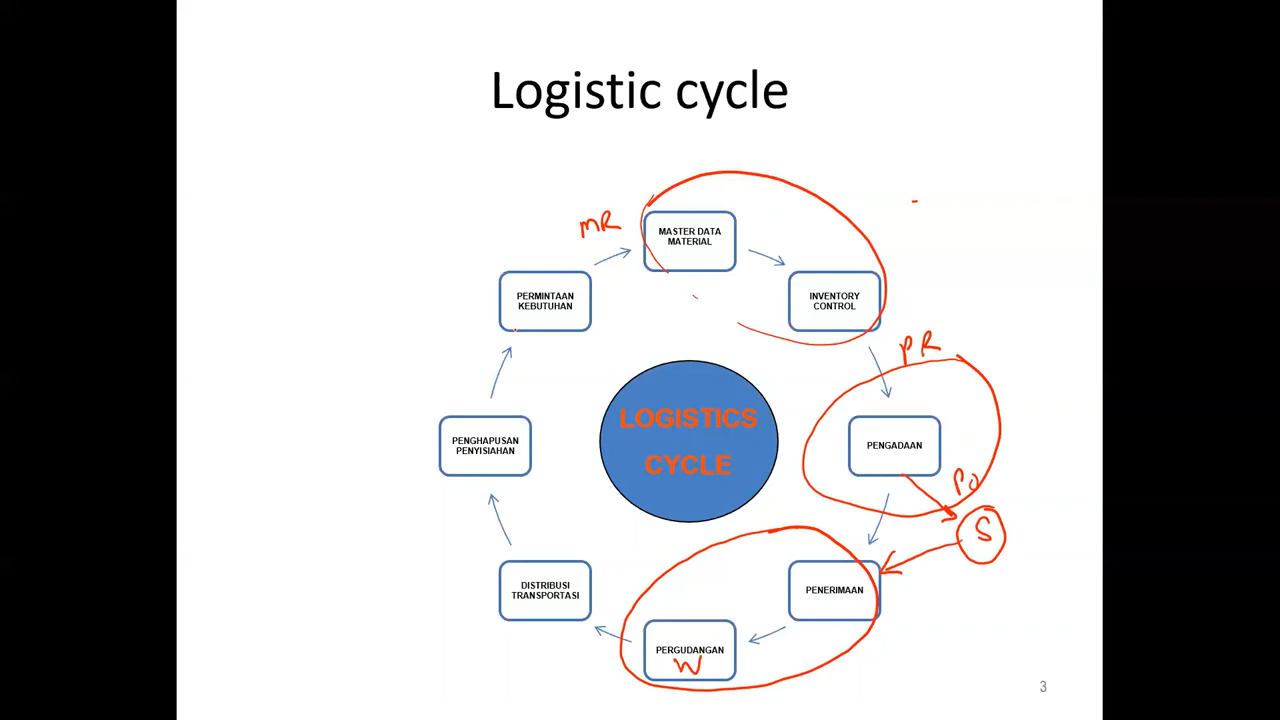 Logistic cycle
MR
MASTER DATA
MATERIAL
PERMINTAAN
KEBUTUHAN
INVENTORY
CONTROL
PR
LOGISTICS
CYCLE
PENGHAPUSAN
PENYISIAHAN
PENGADAAN
PO
S
DISTRIBUSI
TRANSPORTASI
PENERIMAAN
PERGUDANGAN
W
3